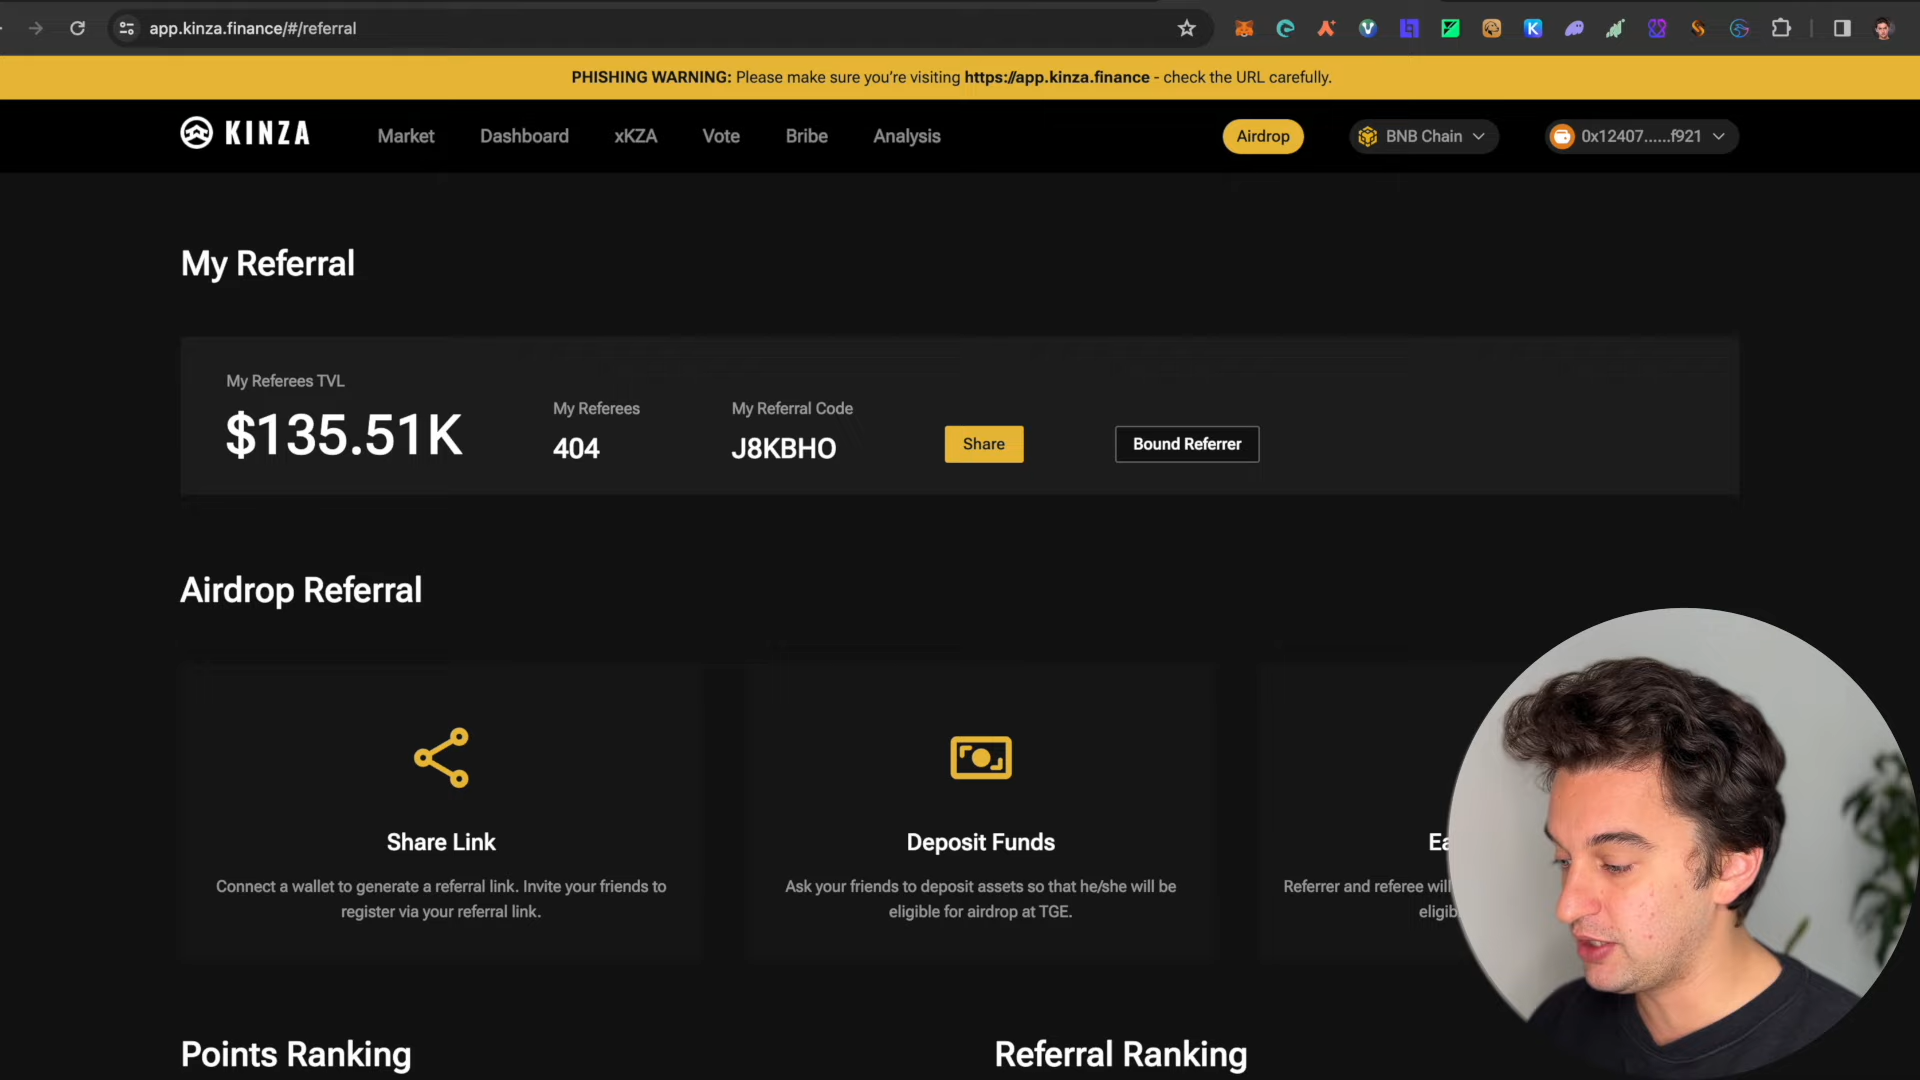 app.kinza.finance/#/referral
PHISHING WARNING: Please make sure you're visiting https://app.kinza.finance - check the URL carefully.
KINZA Market Dashboard xKZA Vote Bribe Analysis Airdrop BNB Chain 0x12407......f921
My Referral
My Referees TVL
$135.51K
My Referees
404
My Referral Code
J8KBHO
Share
Bound Referrer
Airdrop Referral
Share Link
Connect a wallet to generate a referral link. Invite your friends to
register via your referral link.
Deposit Funds
Ask your friends to deposit assets so that he/she will be
eligible for airdrop at TGE.
Referrer and referee will
Points Ranking
Referral Ranking